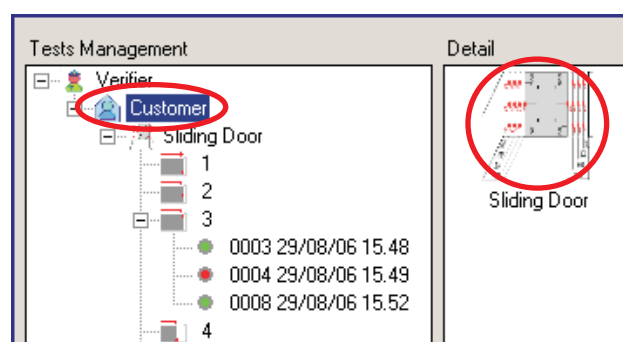 Tests Management
Detail
Verifier
Customer
Sliding Door
1
2
3
0003 29/08/06 15.48
0004 29/08/06 15.49
0008 29/08/06 15.52
4
Sliding Door